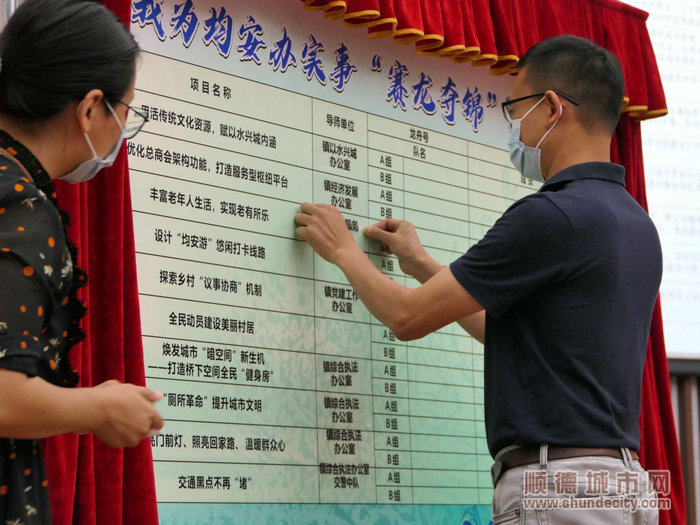 我为均安办实事 "赛龙夺锦"
项目名称
导师单位
龙舟号
队名
用活传统文化资源，赋以水兴城内涵
镇以水兴城
办公室
A组
B组
优化总商会架构功能，打造服务型枢纽平台
镇经济发展
办公室
A组
B组
丰富老年人生活，实现老有所乐
服务
设计"均安游"悠闲打卡线路
A组
探索乡村"议事协商"机制
镇党建工作
办公室
全民动员建设美丽村居
A组
B组
焕发城市"暗空间"新生机
——打造桥下空间全民"健身房"
镇综合执法
办公室
A组
B组
"厕所革命"提升城市文明
镇综合执法
办公室
A组
B组
亮门前灯、照亮回家路、温暖群众心
镇综合执法
办公室
A组
B组
交通黑点不再"堵"
镇综合执法办公室
交警中队
A组
B组
顺德城市网
www.shundecity.com